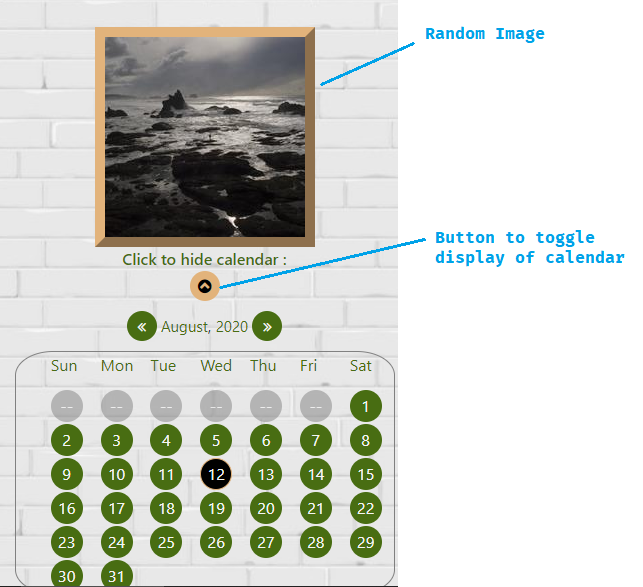 Random Image
Click to hide calendar :
Button to toggle
display of calendar
« August, 2020 »
Sun Mon Tue Wed Thu Fri Sat
-- -- -- -- -- -- 1
2 3 4 5 6 7 8
9 10 11 12 13 14 15
16 17 18 19 20 21 22
23 24 25 26 27 28 29
30 31